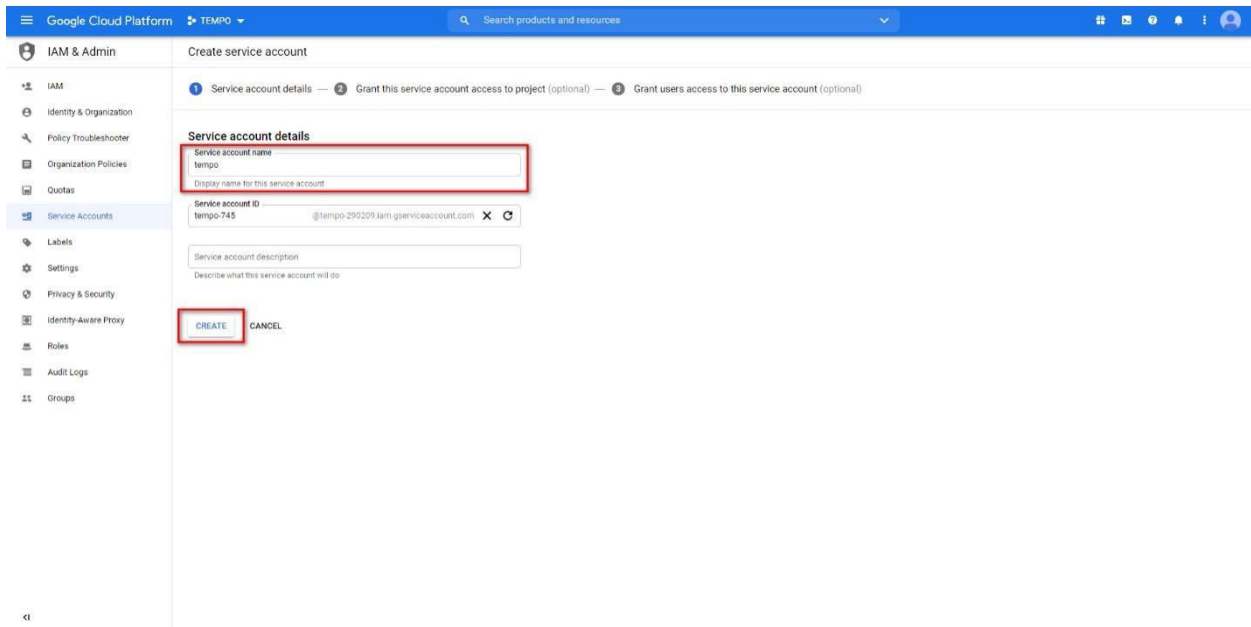 Google Cloud Platform TEMPO Search products and resources
IAM & Admin Create service account
IAM
Identity & Organization
Policy Troubleshooter
Organization Policies
Quotas
Service Accounts
Labels
Settings
Privacy & Security
Identity-Aware Proxy
Roles
Audit Logs
Groups
1 Service account details — 2 Grant this service account access to project (optional) — 3 Grant users access to this service account (optional)
Service account details
Service account name
tempo
Display name for this service account
Service account ID
tempo-745 @tempo-290209.iam.gserviceaccount.com
Service account description
Describe what this service account will do
CREATE CANCEL